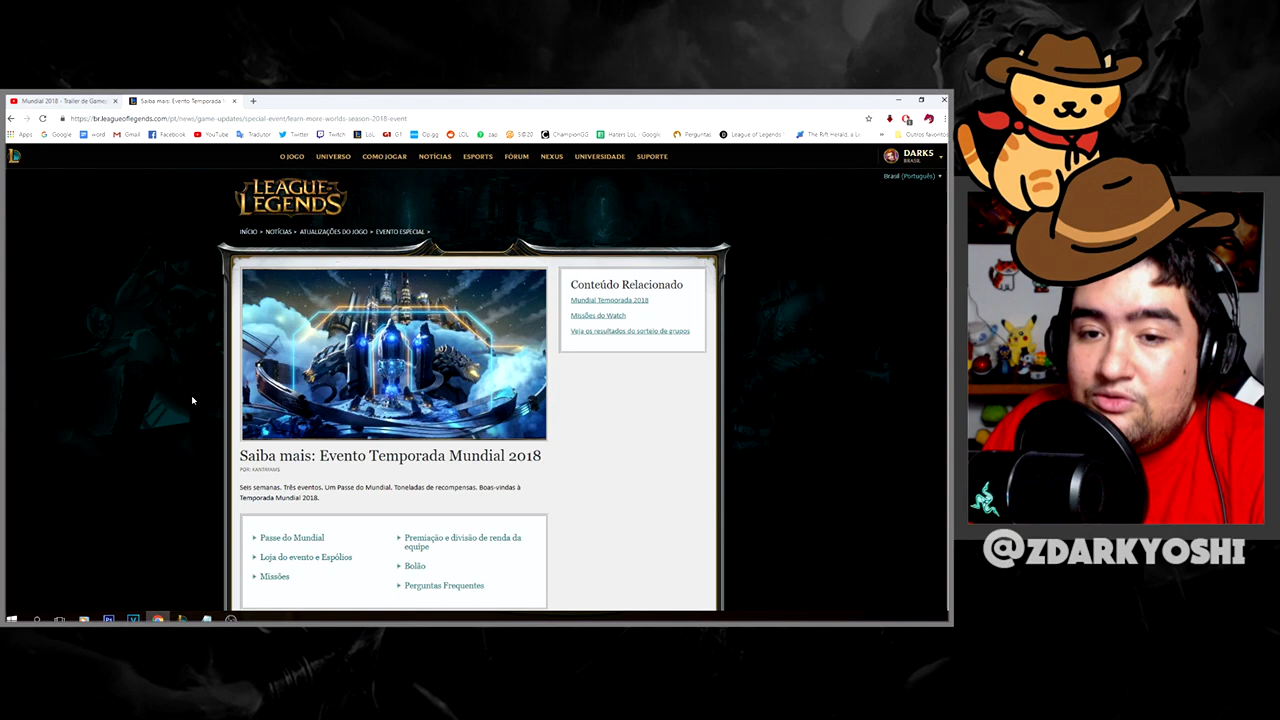 Mundial 2018 - Trailer de Game
Saiba mais: Evento Temporada
https://br.leagueoflegends.com/pt/news/game-updates/special-event/learn-more-worlds-season-2018-event
Apps Google word Gmail Facebook YouTube Tradutor Twitter Twitch LoL G1 Op.gg LOL zap S@20 ChampionGG Haters LoL - Google Perguntas League of Legends The Rift Herald, a L Outros favoritos
O JOGO UNIVERSO COMO JOGAR NOTÍCIAS ESPORTS FÓRUM NEXUS UNIVERSIDADE SUPORTE
DARK5
BRASIL
Brasil (Português)
LEAGUE OF LEGENDS
INÍCIO > NOTÍCIAS > ATUALIZAÇÕES DO JOGO > EVENTO ESPECIAL >
Conteúdo Relacionado
Mundial Temporada 2018
Missões do Watch
Veja os resultados do sorteio de grupos
Saiba mais: Evento Temporada Mundial 2018
POR: KANTAYAMS
Seis semanas. Três eventos. Um Passe do Mundial. Toneladas de recompensas. Boas-vindas à
Temporada Mundial 2018.
Passe do Mundial
Loja do evento e Espólios
Missões
Premiação e divisão de renda da
equipe
Bolão
Perguntas Frequentes
@ZDARKYOSHI